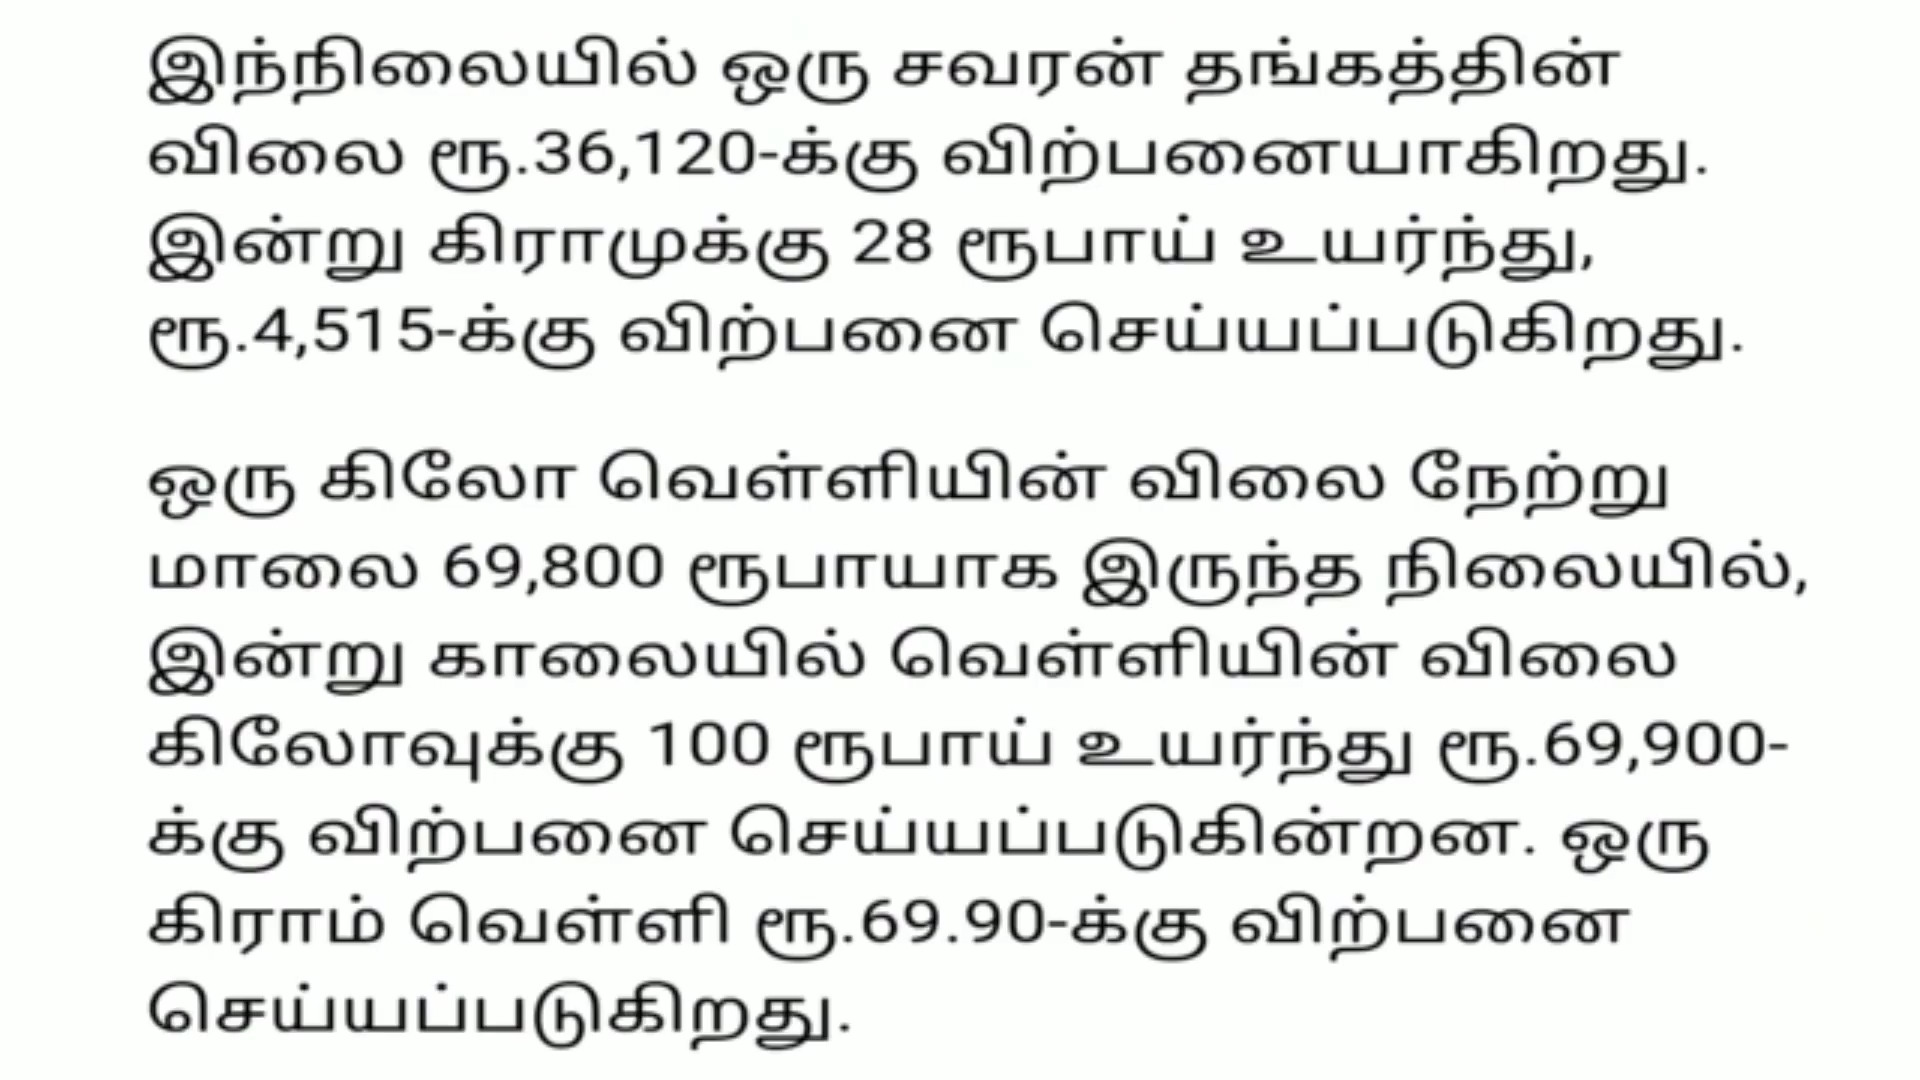 இந்நிலையில் ஒரு சவரன் தங்கத்தின்
விலை ரூ.36,120-க்கு விற்பனையாகிறது.
இன்று கிராமுக்கு 28 ரூபாய் உயர்ந்து,
ரூ.4,515-க்கு விற்பனை செய்யப்படுகிறது.
ஒரு கிலோ வெள்ளியின் விலை நேற்று
மாலை 69,800 ரூபாயாக இருந்த நிலையில்,
இன்று காலையில் வெள்ளியின் விலை
கிலோவுக்கு 100 ரூபாய் உயர்ந்து ரூ.69,900-
க்கு விற்பனை செய்யப்படுகின்றன. ஒரு
கிராம் வெள்ளி ரூ.69.90-க்கு விற்பனை
செய்யப்படுகிறது.